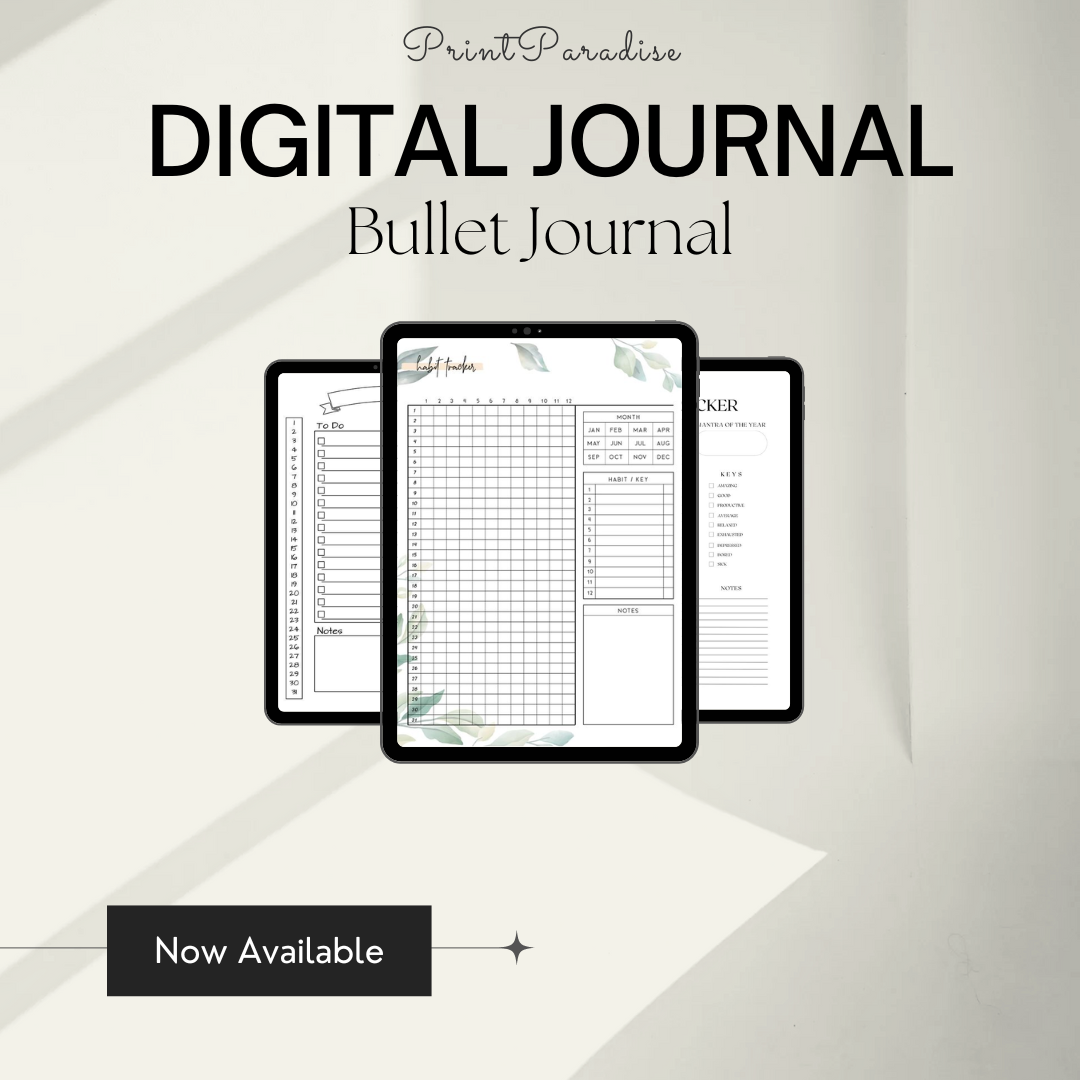 PrintParadise
DIGITAL JOURNAL
Bullet Journal
1
2
3
4
5
6
7
8
9
10
11
12
13
14
15
16
17
18
19
20
21
22
23
24
25
26
27
28
29
30
31
To Do
Notes
habit tracker
1 2 3 4 5 6 7 8 9 10 11 12
1
2
3
4
5
6
7
8
9
10
11
12
13
14
15
16
17
18
19
20
21
22
23
24
25
26
27
28
29
30
31
MONTH
JAN FEB MAR APR
MAY JUN JUL AUG
SEP OCT NOV DEC
HABIT / KEY
1
2
3
4
5
6
7
8
9
10
11
12
NOTES
CKER
MANTRA OF THE YEAR
KEYS
AMAZING
GOOD
PRODUCTIVE
AVERAGE
RELAXED
EXHAUSTED
DEPRESSED
BORED
SICK
NOTES
Now Available